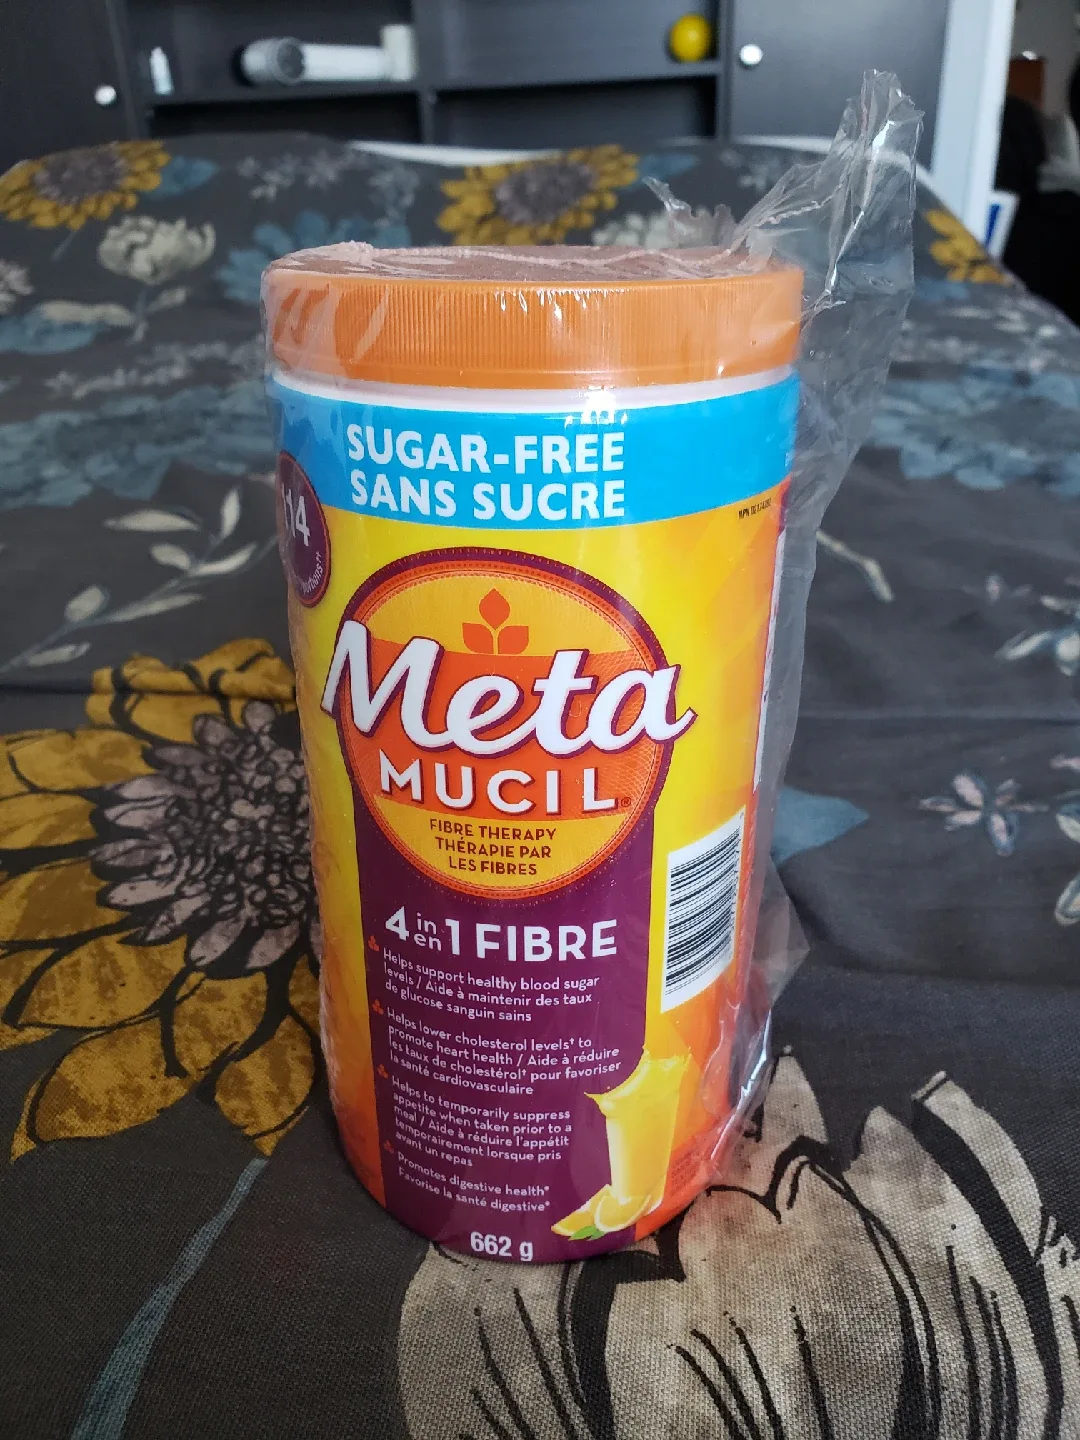 SUGAR-FREE
SANS SUCRE
114
Meta
MUCIL®
FIBRE THERAPY
THÉRAPIE PAR
LES FIBRES
4 in en 1 FIBRE
Helps support healthy blood sugar
levels / Aide à maintenir des taux
de glucose sanguin sains
Helps lower cholesterol levels† to
promote heart health / Aide à réduire
les taux de cholestérol† pour favoriser
la santé cardiovasculaire
Helps to temporarily suppress
appetite when taken prior to a
meal / Aide à réduire l'appétit
temporairement lorsque pris
avant un repas
Promotes digestive health*
Favorise la santé digestive*
662 g